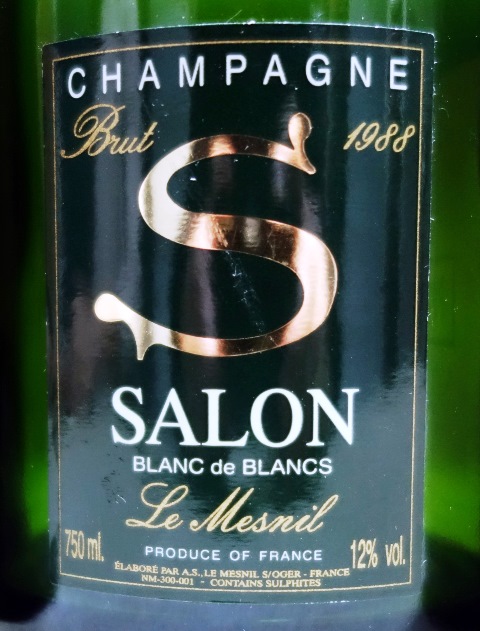 CHAMPAGNE
Brut 1988
S
SALON
BLANC de BLANCS
Le Mesnil
PRODUCE OF FRANCE
750 ml. 12% vol.
ÉLABORÉ PAR A.S., LE MESNIL S/OGER - FRANCE
NM-300-001 - CONTAINS SULPHITES